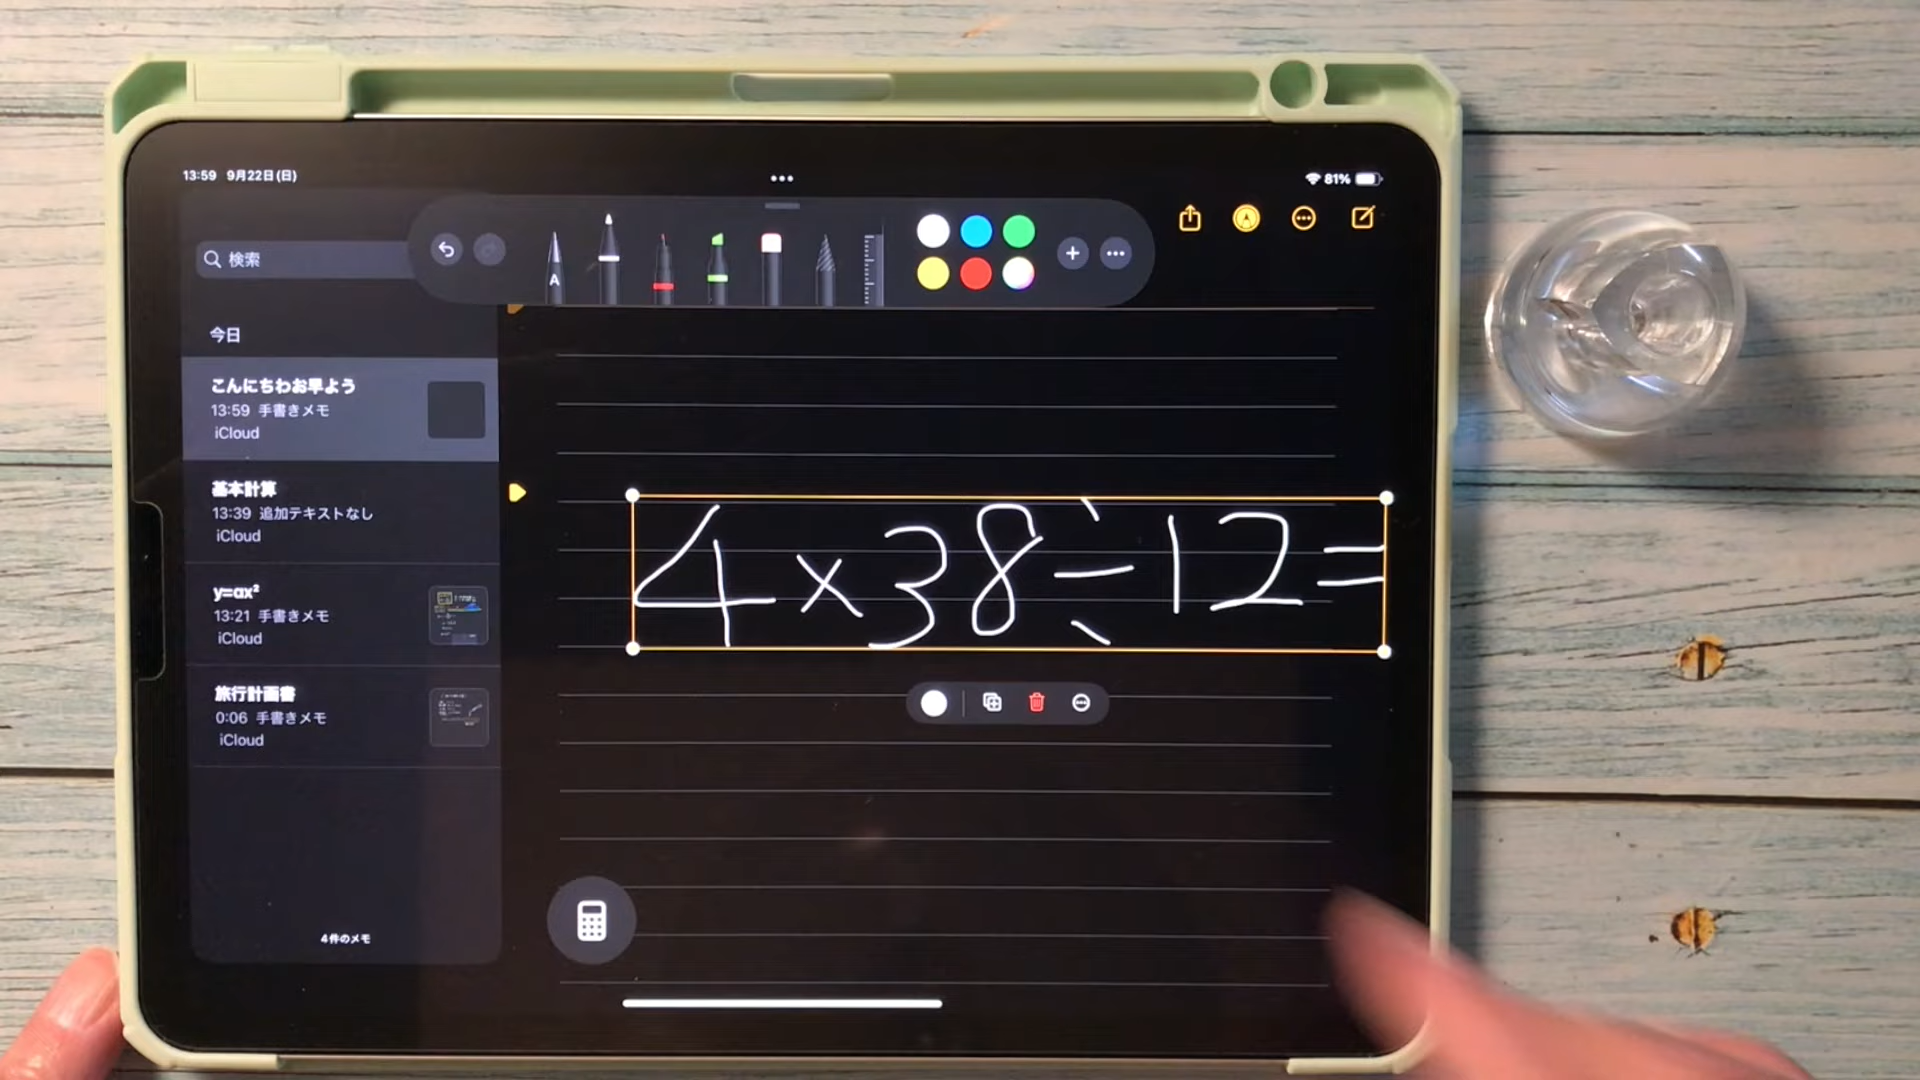 13:59 9月22日(日)
81%
検索
A
今日
こんにちわお早よう
13:59 手書きメモ
iCloud
基本計算
13:39 追加テキストなし
iCloud
y=ax²
13:21 手書きメモ
iCloud
旅行計画書
0:06 手書きメモ
iCloud
4件のメモ
4×38÷12=